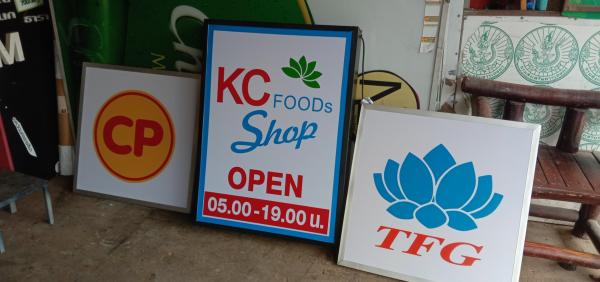 CP
KC FOODs
Shop
OPEN
05.00-19.00 น.
TFG